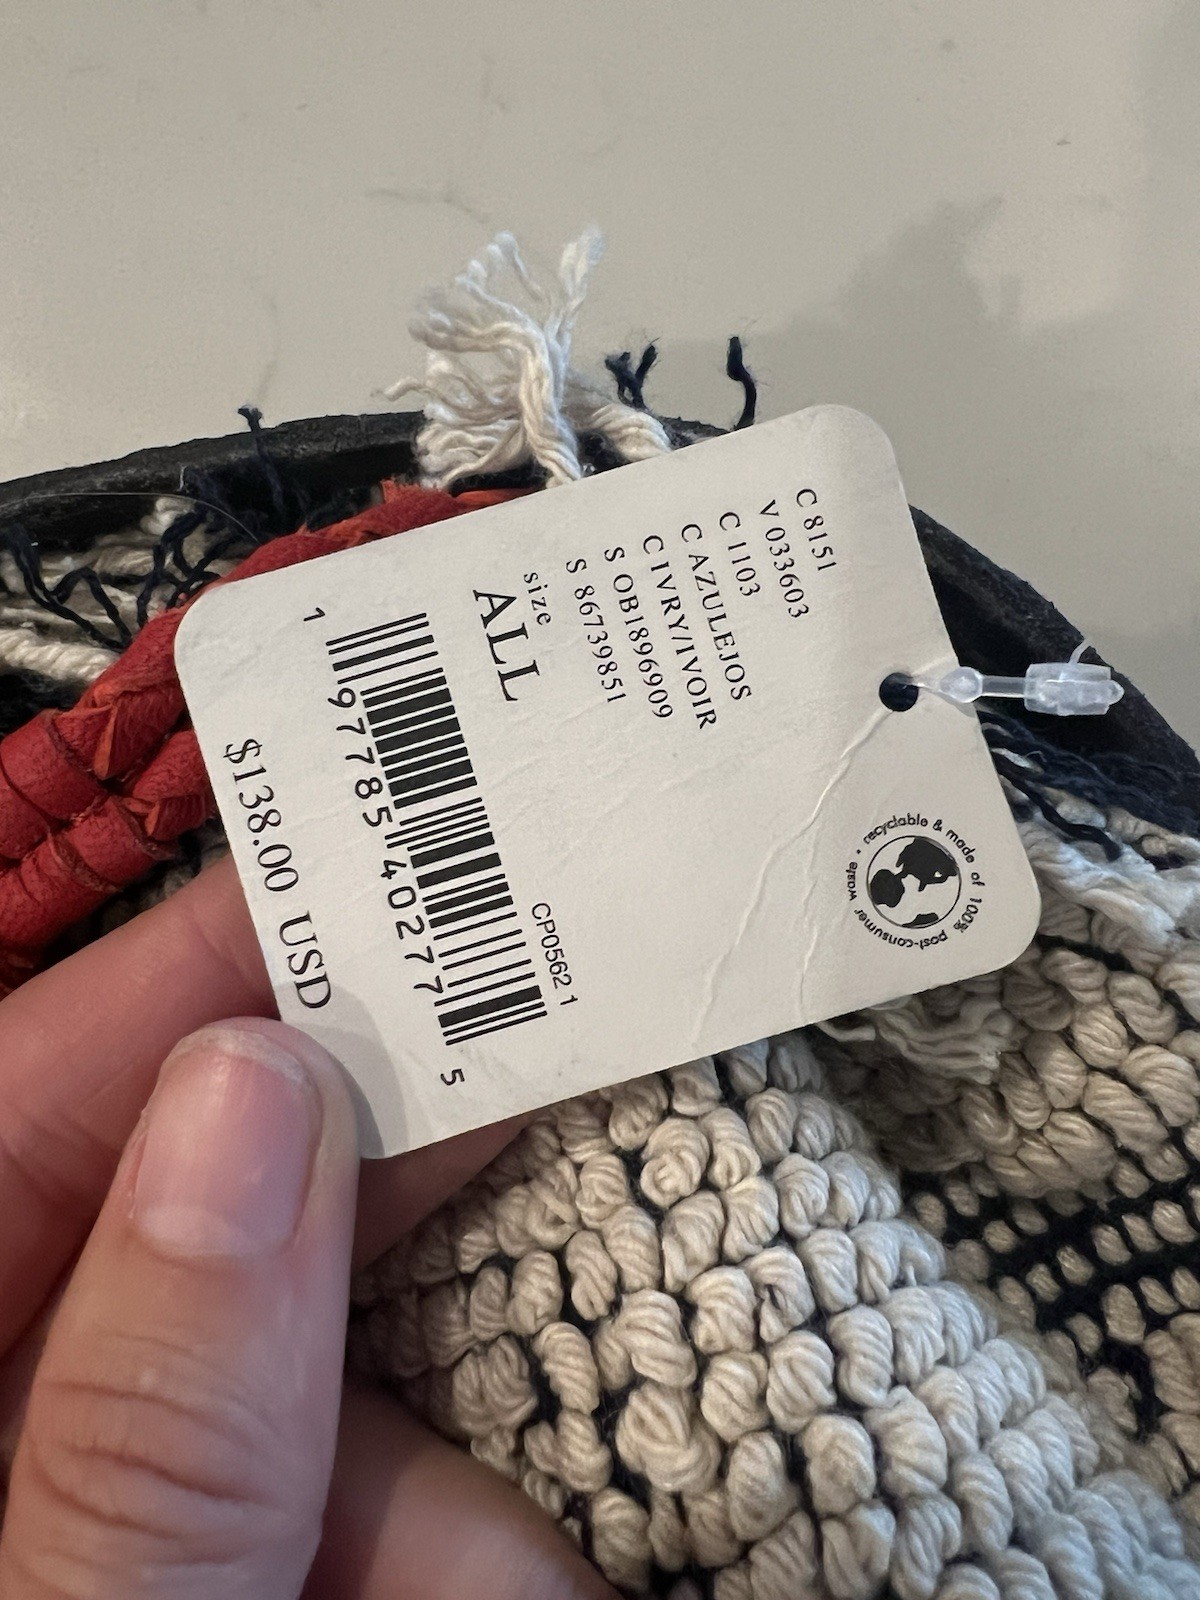 C 8151
V 033603
C 1103
C AZULEJOS
C IVRY/IVOIR
S OB1896909
S 86739851
size
ALL
CP0562 1
1 97785 40277 5
$138.00 USD
recyclable & made of 100% post-consumer waste •